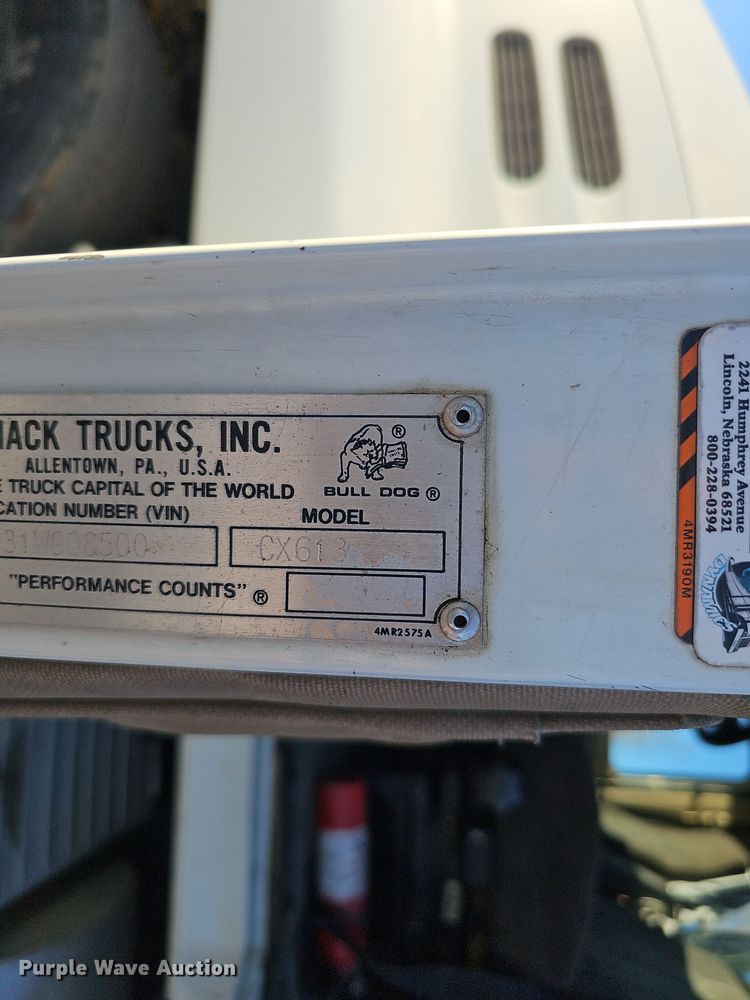 MACK TRUCKS, INC.
ALLENTOWN, PA., U.S.A.
TRUCK CAPITAL OF THE WORLD
CATION NUMBER (VIN)
MODEL
CX613
"PERFORMANCE COUNTS" ®
®
BULL DOG ®
4MR2575A
2241 Humphrey Avenue
Lincoln, Nebraska 68521
800-228-0394
4MR3190M
Purple Wave Auction